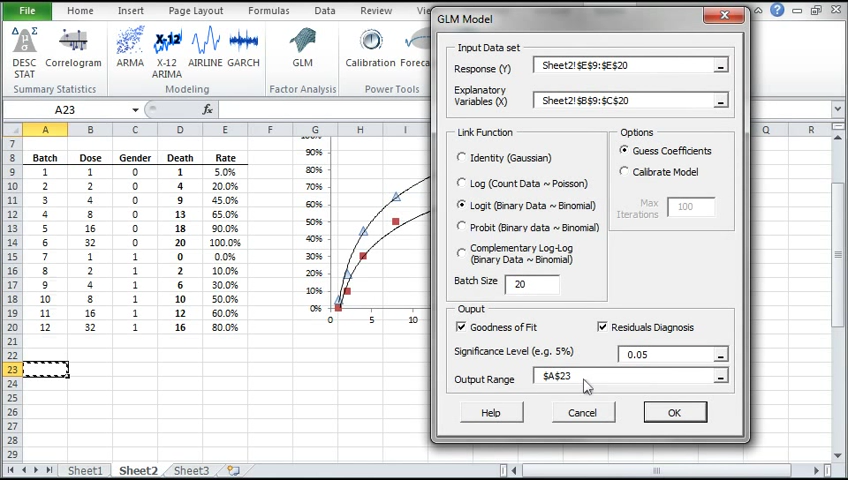 File Home Insert Page Layout Formulas Data Review
DESC STAT
Correlogram
ARMA
X-12 ARIMA
AIRLINE
GARCH
GLM
Calibration
Summary Statistics
Modeling
Factor Analysis
Power Tools
A23
fx
A B C D E F G H I Q R
7
8 Batch Dose Gender Death Rate
9 1 1 0 1 5.0%
10 2 2 0 4 20.0%
11 3 4 0 9 45.0%
12 4 8 0 13 65.0%
13 5 16 0 18 90.0%
14 6 32 0 20 100.0%
15 7 1 1 0 0.0%
16 8 2 1 2 10.0%
17 9 4 1 6 30.0%
18 10 8 1 10 50.0%
19 11 16 1 12 60.0%
20 12 32 1 16 80.0%
21
22
23
24
25
26
27
28
29
90%
80%
70%
60%
50%
40%
30%
20%
10%
0%
0 5 10
Sheet1 Sheet2 Sheet3
GLM Model
Input Data set
Response (Y) Sheet2!$E$9:$E$20
Explanatory Variables (X) Sheet2!$B$9:$C$20
Link Function
Identity (Gaussian)
Log (Count Data ~ Poisson)
Logit (Binary Data ~ Binomial)
Probit (Binary data ~ Binomial)
Complementary Log-Log
(Binary Data ~ Binomial)
Batch Size 20
Options
Guess Coefficients
Calibrate Model
Max Iterations 100
Ouput
Goodness of Fit
Residuals Diagnosis
Significance Level (e.g. 5%) 0.05
Output Range $A$23
Help Cancel OK